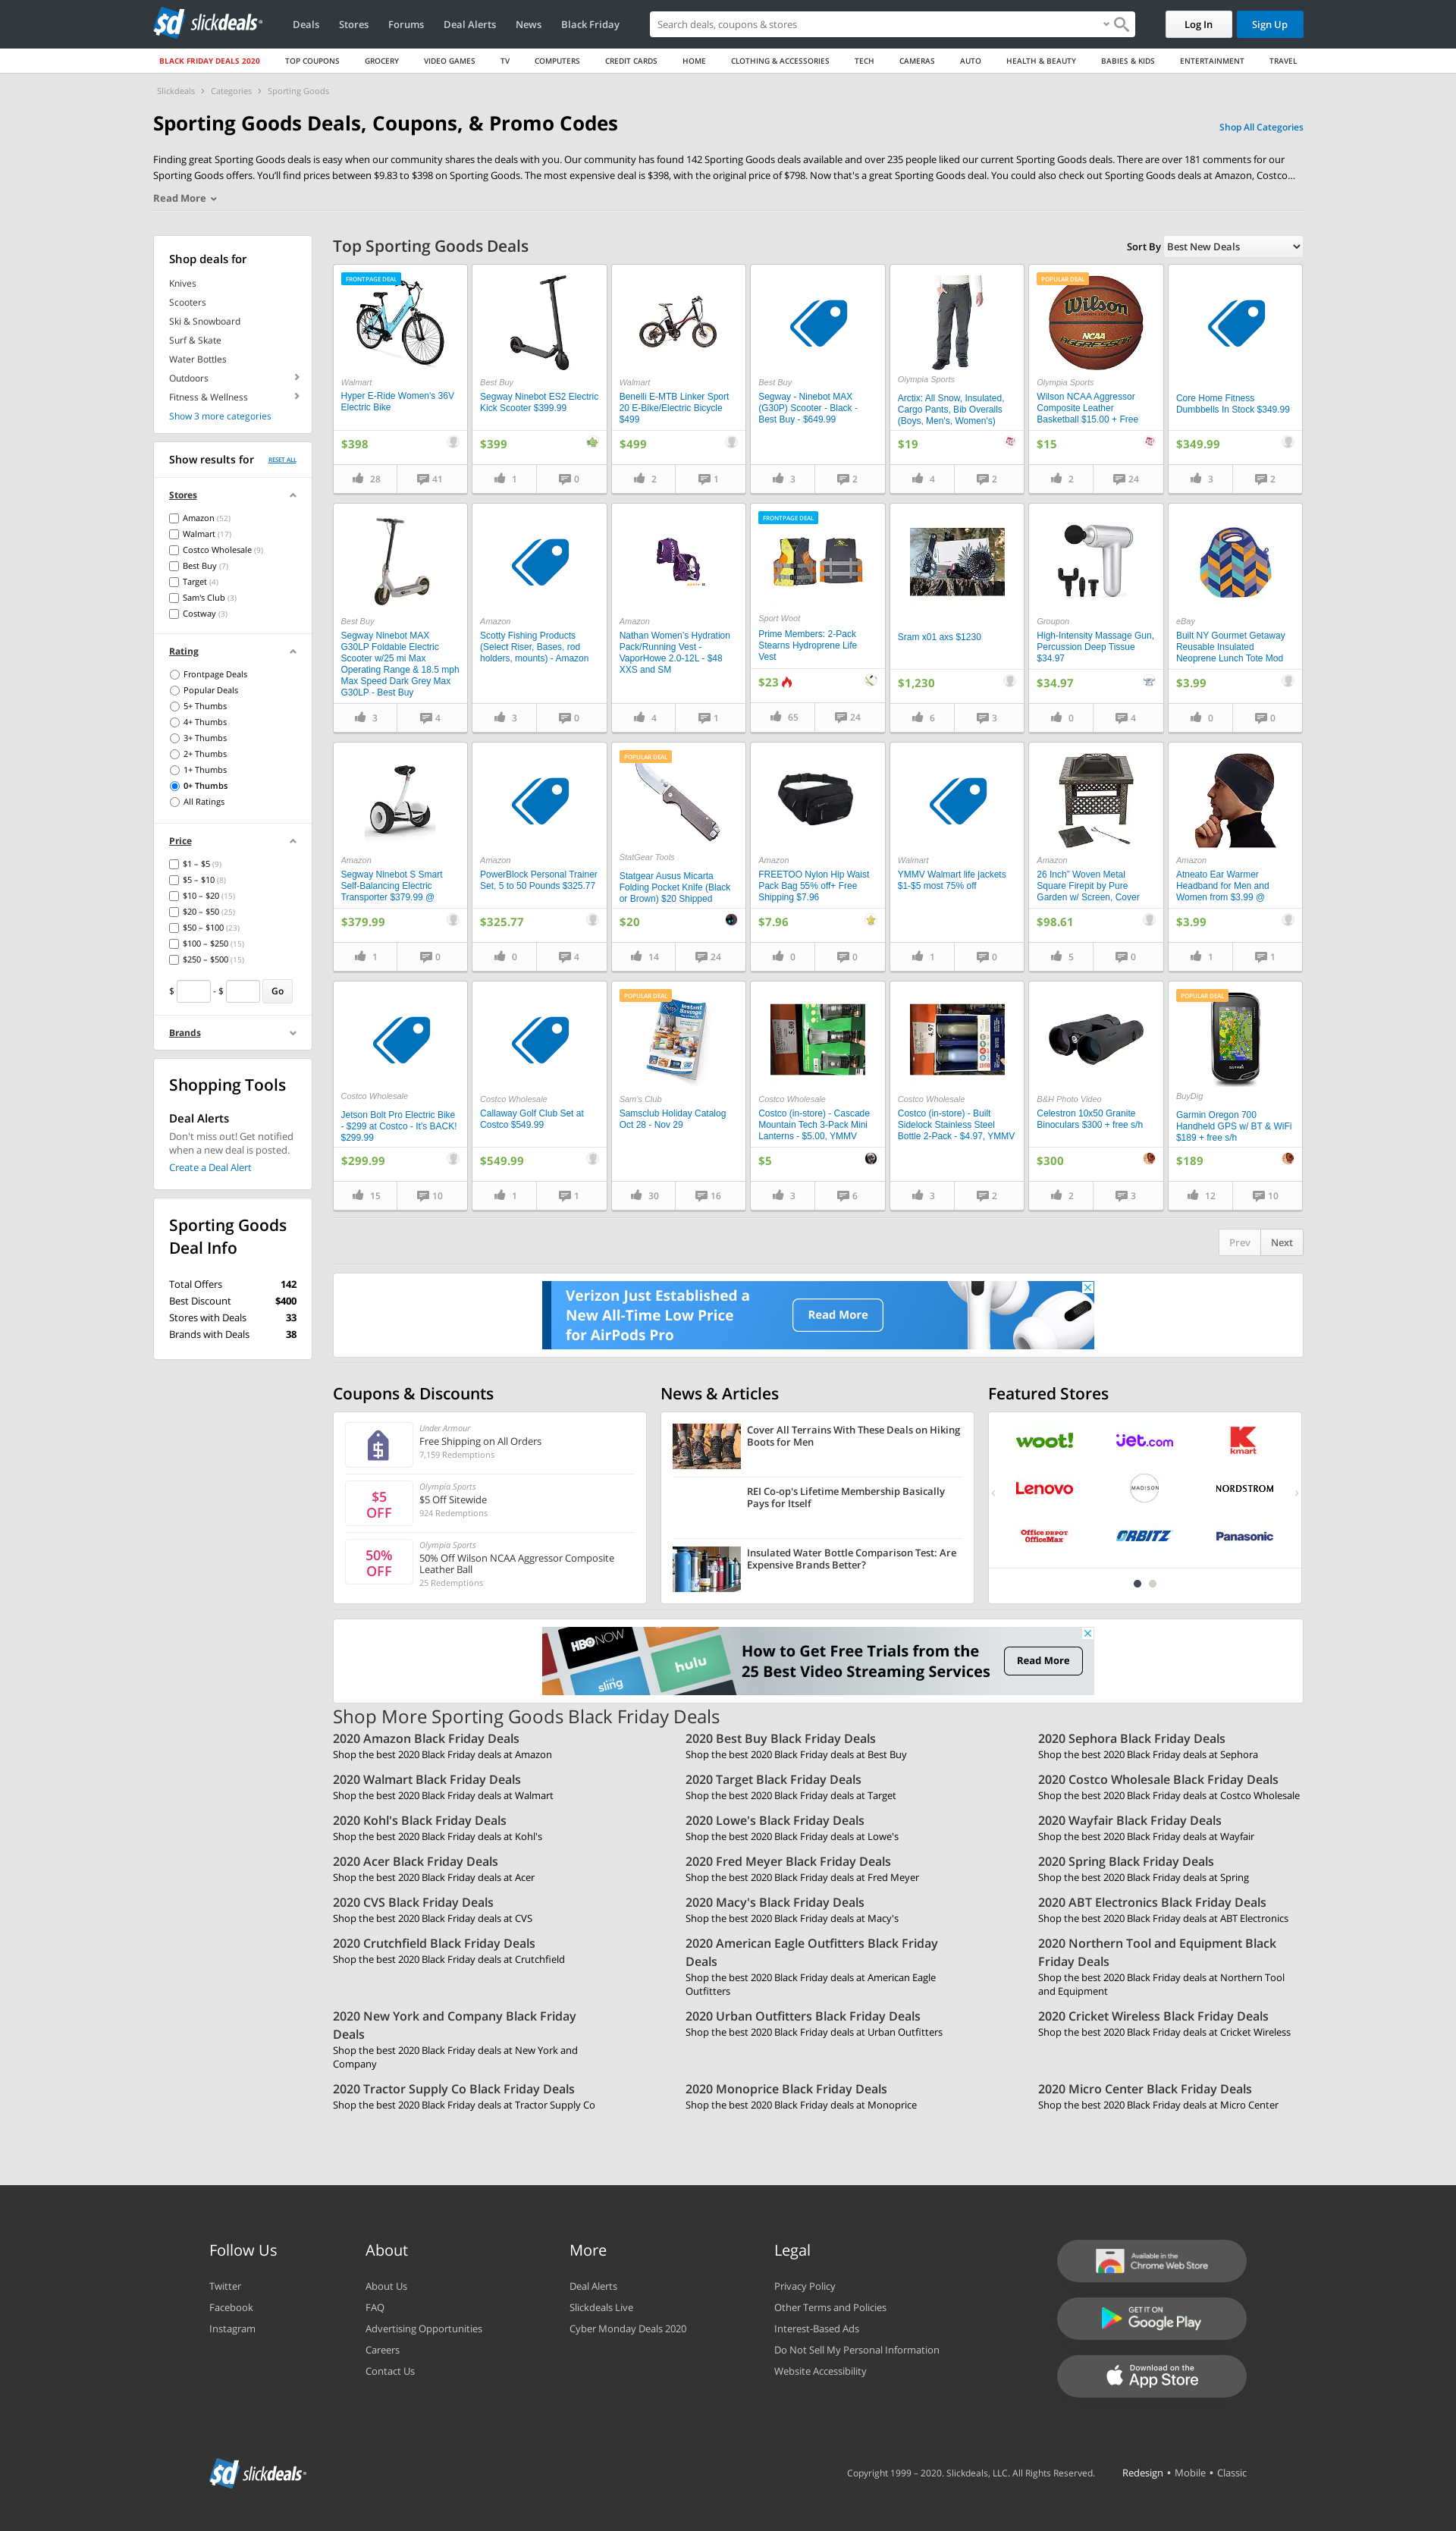 sd slickdeals
Deals Stores Forums Deal Alerts News Black Friday
Search deals, coupons & stores
Log In Sign Up
BLACK FRIDAY DEALS 2020 TOP COUPONS GROCERY VIDEO GAMES TV COMPUTERS CREDIT CARDS HOME CLOTHING & ACCESSORIES TECH CAMERAS AUTO HEALTH & BEAUTY BABIES & KIDS ENTERTAINMENT TRAVEL
Slickdeals › Categories › Sporting Goods
Sporting Goods Deals, Coupons, & Promo Codes
Shop All Categories
Finding great Sporting Goods deals is easy when our community shares the deals with you. Our community has found 142 Sporting Goods deals available and over 235 people liked our current Sporting Goods deals. There are over 181 comments for our
Sporting Goods offers. You'll find prices between $9.83 to $398 on Sporting Goods. The most expensive deal is $398, with the original price of $798. Now that's a great Sporting Goods deal. You could also check out Sporting Goods deals at Amazon, Costco...
Read More
Shop deals for
Knives
Scooters
Ski & Snowboard
Surf & Skate
Water Bottles
Outdoors
Fitness & Wellness
Show 3 more categories
Show results for RESET ALL
Stores
Amazon (52)
Walmart (17)
Costco Wholesale (9)
Best Buy (7)
Target (4)
Sam's Club (3)
Costway (3)
Rating
Frontpage Deals
Popular Deals
5+ Thumbs
4+ Thumbs
3+ Thumbs
2+ Thumbs
1+ Thumbs
0+ Thumbs
All Ratings
Price
$1 – $5 (9)
$5 – $10 (8)
$10 – $20 (15)
$20 – $50 (25)
$50 – $100 (23)
$100 – $250 (15)
$250 – $500 (15)
$ - $ Go
Brands
Shopping Tools
Deal Alerts
Don't miss out! Get notified
when a new deal is posted.
Create a Deal Alert
Sporting Goods
Deal Info
Total Offers 142
Best Discount $400
Stores with Deals 33
Brands with Deals 38
Top Sporting Goods Deals
Sort By Best New Deals
FRONTPAGE DEAL
Walmart
Hyper E-Ride Women's 36V
Electric Bike
$398
28 41
Best Buy
Segway Ninebot ES2 Electric
Kick Scooter $399.99
$399
1 0
Walmart
Benelli E-MTB Linker Sport
20 E-Bike/Electric Bicycle
$499
$499
2 1
Best Buy
Segway - Ninebot MAX
(G30P) Scooter - Black -
Best Buy - $649.99
3 2
Olympia Sports
Arctix: All Snow, Insulated,
Cargo Pants, Bib Overalls
(Boys, Men's, Women's)
$19
4 2
POPULAR DEAL
Wilson
NCAA
AGGRESSOR
Olympia Sports
Wilson NCAA Aggressor
Composite Leather
Basketball $15.00 + Free
$15
2 24
Core Home Fitness
Dumbbells In Stock $349.99
$349.99
3 2
Best Buy
Segway Ninebot MAX
G30LP Foldable Electric
Scooter w/25 mi Max
Operating Range & 18.5 mph
Max Speed Dark Grey Max
G30LP - Best Buy
3 4
Amazon
Scotty Fishing Products
(Select Riser, Bases, rod
holders, mounts) - Amazon
3 0
Amazon
Nathan Women's Hydration
Pack/Running Vest -
VaporHowe 2.0-12L - $48
XXS and SM
4 1
FRONTPAGE DEAL
Sport Woot
Prime Members: 2-Pack
Stearns Hydroprene Life
Vest
$23
65 24
Sram x01 axs $1230
$1,230
6 3
Groupon
High-Intensity Massage Gun,
Percussion Deep Tissue
$34.97
$34.97
0 4
eBay
Built NY Gourmet Getaway
Reusable Insulated
Neoprene Lunch Tote Mod
$3.99
0 0
Amazon
Segway Ninebot S Smart
Self-Balancing Electric
Transporter $379.99 @
$379.99
1 0
Amazon
PowerBlock Personal Trainer
Set, 5 to 50 Pounds $325.77
$325.77
0 4
POPULAR DEAL
StatGear Tools
Statgear Ausus Micarta
Folding Pocket Knife (Black
or Brown) $20 Shipped
$20
14 24
Amazon
FREETOO Nylon Hip Waist
Pack Bag 55% off+ Free
Shipping $7.96
$7.96
0 0
Walmart
YMMV Walmart life jackets
$1-$5 most 75% off
1 0
Amazon
26 Inch" Woven Metal
Square Firepit by Pure
Garden w/ Screen, Cover
$98.61
5 0
Amazon
Atneato Ear Warmer
Headband for Men and
Women from $3.99 @
$3.99
1 1
Costco Wholesale
Jetson Bolt Pro Electric Bike
- $299 at Costco - It's BACK!
$299.99
$299.99
15 10
Costco Wholesale
Callaway Golf Club Set at
Costco $549.99
$549.99
1 1
POPULAR DEAL
Instant
Savings
Sam's Club
Samsclub Holiday Catalog
Oct 28 - Nov 29
30 16
5.00
Costco Wholesale
Costco (in-store) - Cascade
Mountain Tech 3-Pack Mini
Lanterns - $5.00, YMMV
$5
3 6
4.97
Costco Wholesale
Costco (in-store) - Built
Sidelock Stainless Steel
Bottle 2-Pack - $4.97, YMMV
3 2
B&H Photo Video
Celestron 10x50 Granite
Binoculars $300 + free s/h
$300
2 3
POPULAR DEAL
BuyDig
Garmin Oregon 700
Handheld GPS w/ BT & WiFi
$189 + free s/h
$189
12 10
Prev Next
Verizon Just Established a
New All-Time Low Price
for AirPods Pro
Read More
Coupons & Discounts
Under Armour
Free Shipping on All Orders
7,159 Redemptions
$5
OFF
Olympia Sports
$5 Off Sitewide
924 Redemptions
50%
OFF
Olympia Sports
50% Off Wilson NCAA Aggressor Composite
Leather Ball
25 Redemptions
News & Articles
Cover All Terrains With These Deals on Hiking
Boots for Men
REI Co-op's Lifetime Membership Basically
Pays for Itself
Insulated Water Bottle Comparison Test: Are
Expensive Brands Better?
Featured Stores
woot! Jet.com kmart
Lenovo MADISON NORDSTROM
Office DEPOT
OfficeMax
ORBITZ Panasonic
HBO NOW
hulu
sling
How to Get Free Trials from the
25 Best Video Streaming Services
Read More
Shop More Sporting Goods Black Friday Deals
2020 Amazon Black Friday Deals
Shop the best 2020 Black Friday deals at Amazon
2020 Best Buy Black Friday Deals
Shop the best 2020 Black Friday deals at Best Buy
2020 Sephora Black Friday Deals
Shop the best 2020 Black Friday deals at Sephora
2020 Walmart Black Friday Deals
Shop the best 2020 Black Friday deals at Walmart
2020 Target Black Friday Deals
Shop the best 2020 Black Friday deals at Target
2020 Costco Wholesale Black Friday Deals
Shop the best 2020 Black Friday deals at Costco Wholesale
2020 Kohl's Black Friday Deals
Shop the best 2020 Black Friday deals at Kohl's
2020 Lowe's Black Friday Deals
Shop the best 2020 Black Friday deals at Lowe's
2020 Wayfair Black Friday Deals
Shop the best 2020 Black Friday deals at Wayfair
2020 Acer Black Friday Deals
Shop the best 2020 Black Friday deals at Acer
2020 Fred Meyer Black Friday Deals
Shop the best 2020 Black Friday deals at Fred Meyer
2020 Spring Black Friday Deals
Shop the best 2020 Black Friday deals at Spring
2020 CVS Black Friday Deals
Shop the best 2020 Black Friday deals at CVS
2020 Macy's Black Friday Deals
Shop the best 2020 Black Friday deals at Macy's
2020 ABT Electronics Black Friday Deals
Shop the best 2020 Black Friday deals at ABT Electronics
2020 Crutchfield Black Friday Deals
Shop the best 2020 Black Friday deals at Crutchfield
2020 American Eagle Outfitters Black Friday
Deals
Shop the best 2020 Black Friday deals at American Eagle
Outfitters
2020 Northern Tool and Equipment Black
Friday Deals
Shop the best 2020 Black Friday deals at Northern Tool
and Equipment
2020 New York and Company Black Friday
Deals
Shop the best 2020 Black Friday deals at New York and
Company
2020 Urban Outfitters Black Friday Deals
Shop the best 2020 Black Friday deals at Urban Outfitters
2020 Cricket Wireless Black Friday Deals
Shop the best 2020 Black Friday deals at Cricket Wireless
2020 Tractor Supply Co Black Friday Deals
Shop the best 2020 Black Friday deals at Tractor Supply Co
2020 Monoprice Black Friday Deals
Shop the best 2020 Black Friday deals at Monoprice
2020 Micro Center Black Friday Deals
Shop the best 2020 Black Friday deals at Micro Center
Follow Us
Twitter
Facebook
Instagram
About
About Us
FAQ
Advertising Opportunities
Careers
Contact Us
More
Deal Alerts
Slickdeals Live
Cyber Monday Deals 2020
Legal
Privacy Policy
Other Terms and Policies
Interest-Based Ads
Do Not Sell My Personal Information
Website Accessibility
Available in the
Chrome Web Store
GET IT ON
Google Play
Download on the
App Store
sd slickdeals
Copyright 1999 – 2020. Slickdeals, LLC. All Rights Reserved.
Redesign • Mobile • Classic